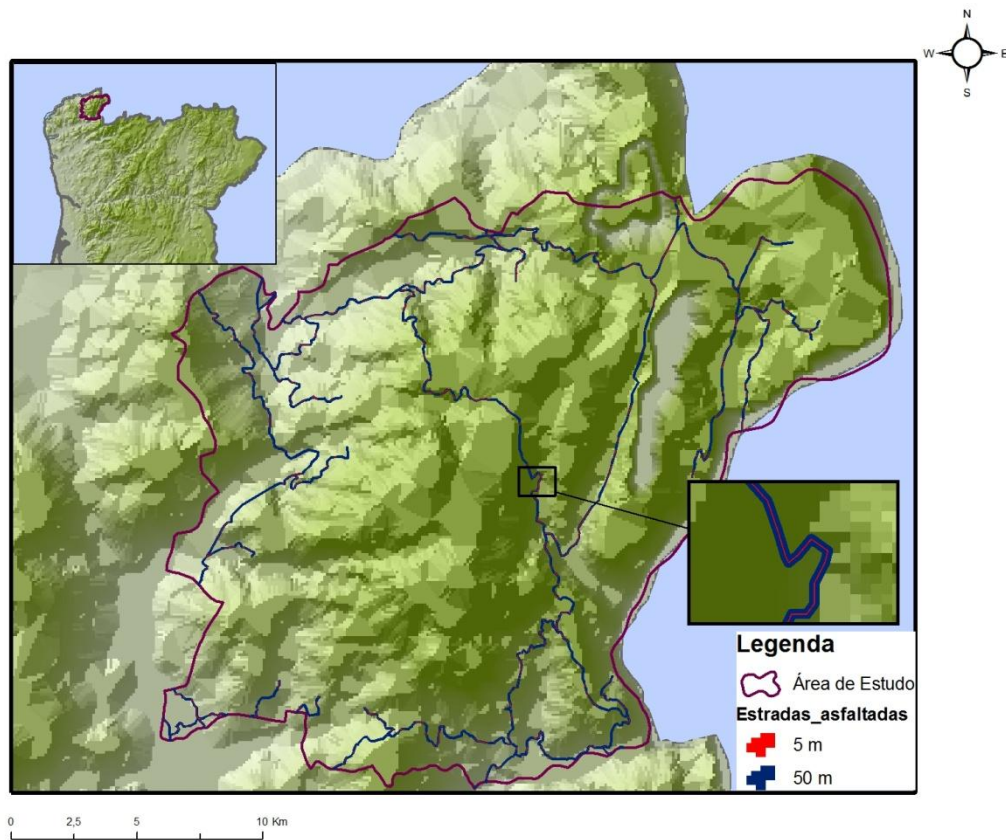 N
W E
S
Legenda
Área de Estudo
Estradas_asfaltadas
5 m
50 m
0 2,5 5 10 Km